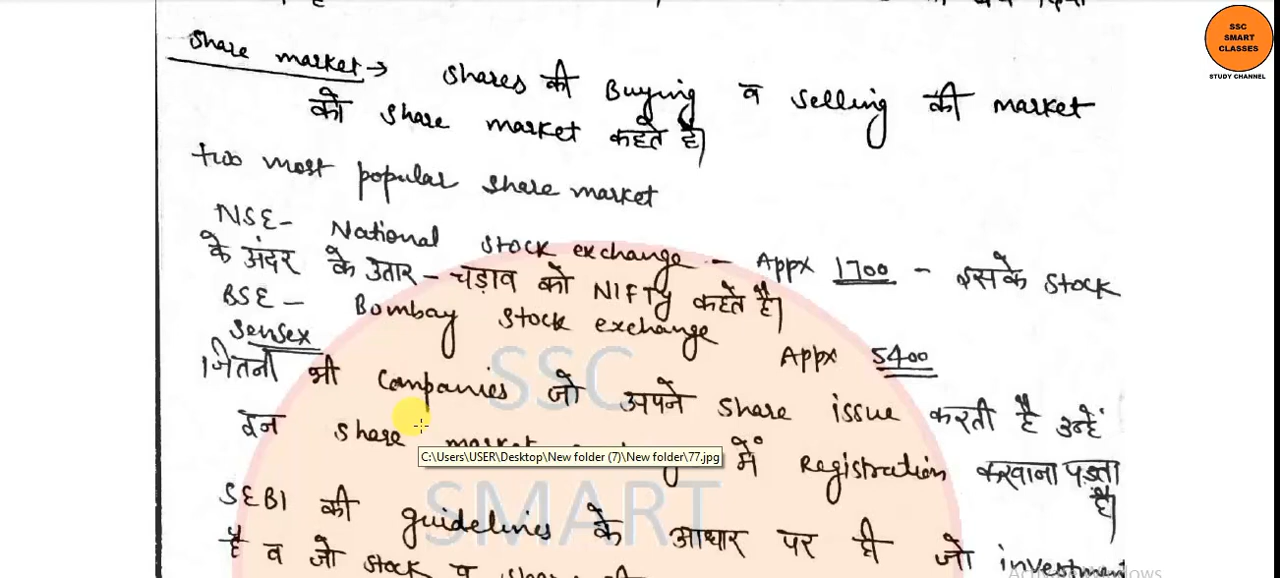 SSC
SMART
CLASSES
STUDY CHANNEL
Share market → Shares की Buying व selling की market
को share market कहते है।
two most popular share market
NSE- National stock exchange - Appx 1700 - इसके stock
के अंदर के उतार - चड़ाव को NIFTy कहते है।
BSE - Bombay stock exchange Appx 5400
Sensex
जितनी भी Companies जो अपने share issue करती है उन्हें
share में Registration करवाना पड़ता
है।
C:\Users\USER\Desktop\New folder (7)\New folder\77.jpg
SEBI की guidelines के आधार पर ही जो
है व जो stock व
SSC
SMART